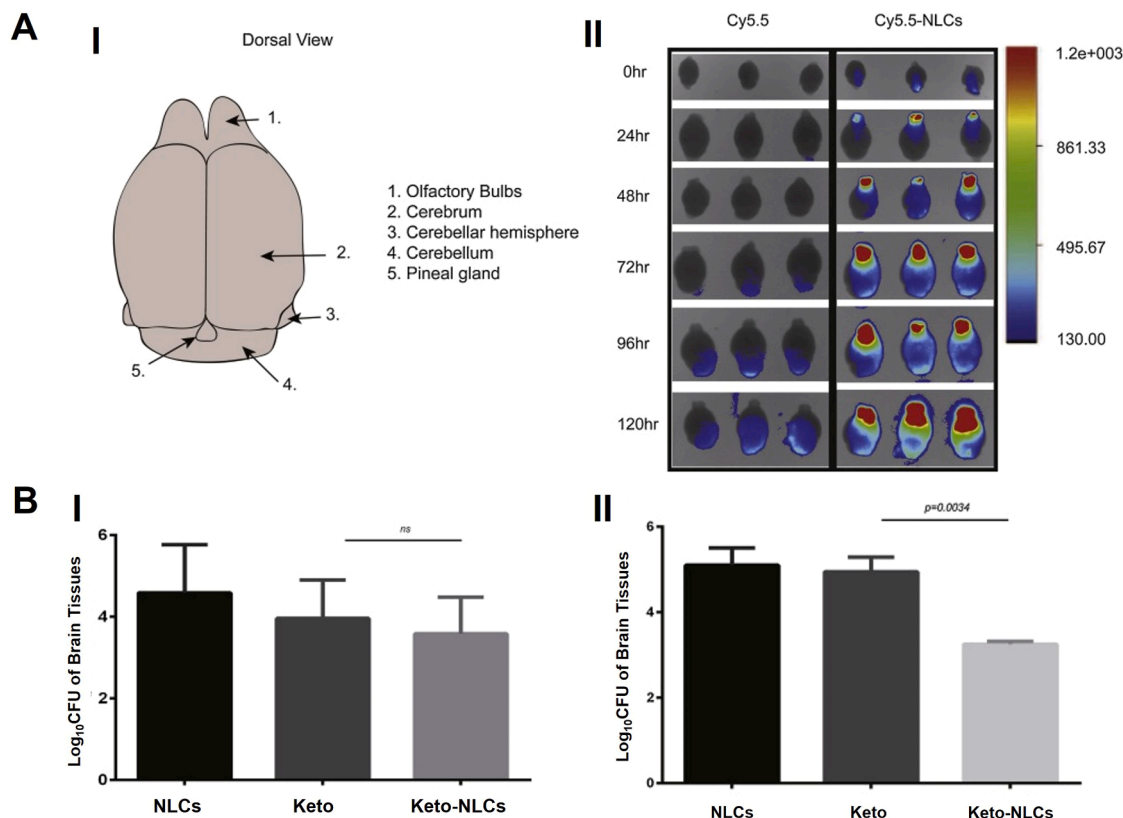 A
I
Dorsal View
1.
2.
3.
4.
5.
1. Olfactory Bulbs
2. Cerebrum
3. Cerebellar hemisphere
4. Cerebellum
5. Pineal gland
II
Cy5.5
Cy5.5-NLCs
0hr
24hr
48hr
72hr
96hr
120hr
1.2e+003
861.33
495.67
130.00
B
I
Log₁₀CFU of Brain Tissues
6
4
2
0
ns
NLCs
Keto
Keto-NLCs
II
Log₁₀CFU of Brain Tissues
6
4
2
0
p=0.0034
NLCs
Keto
Keto-NLCs